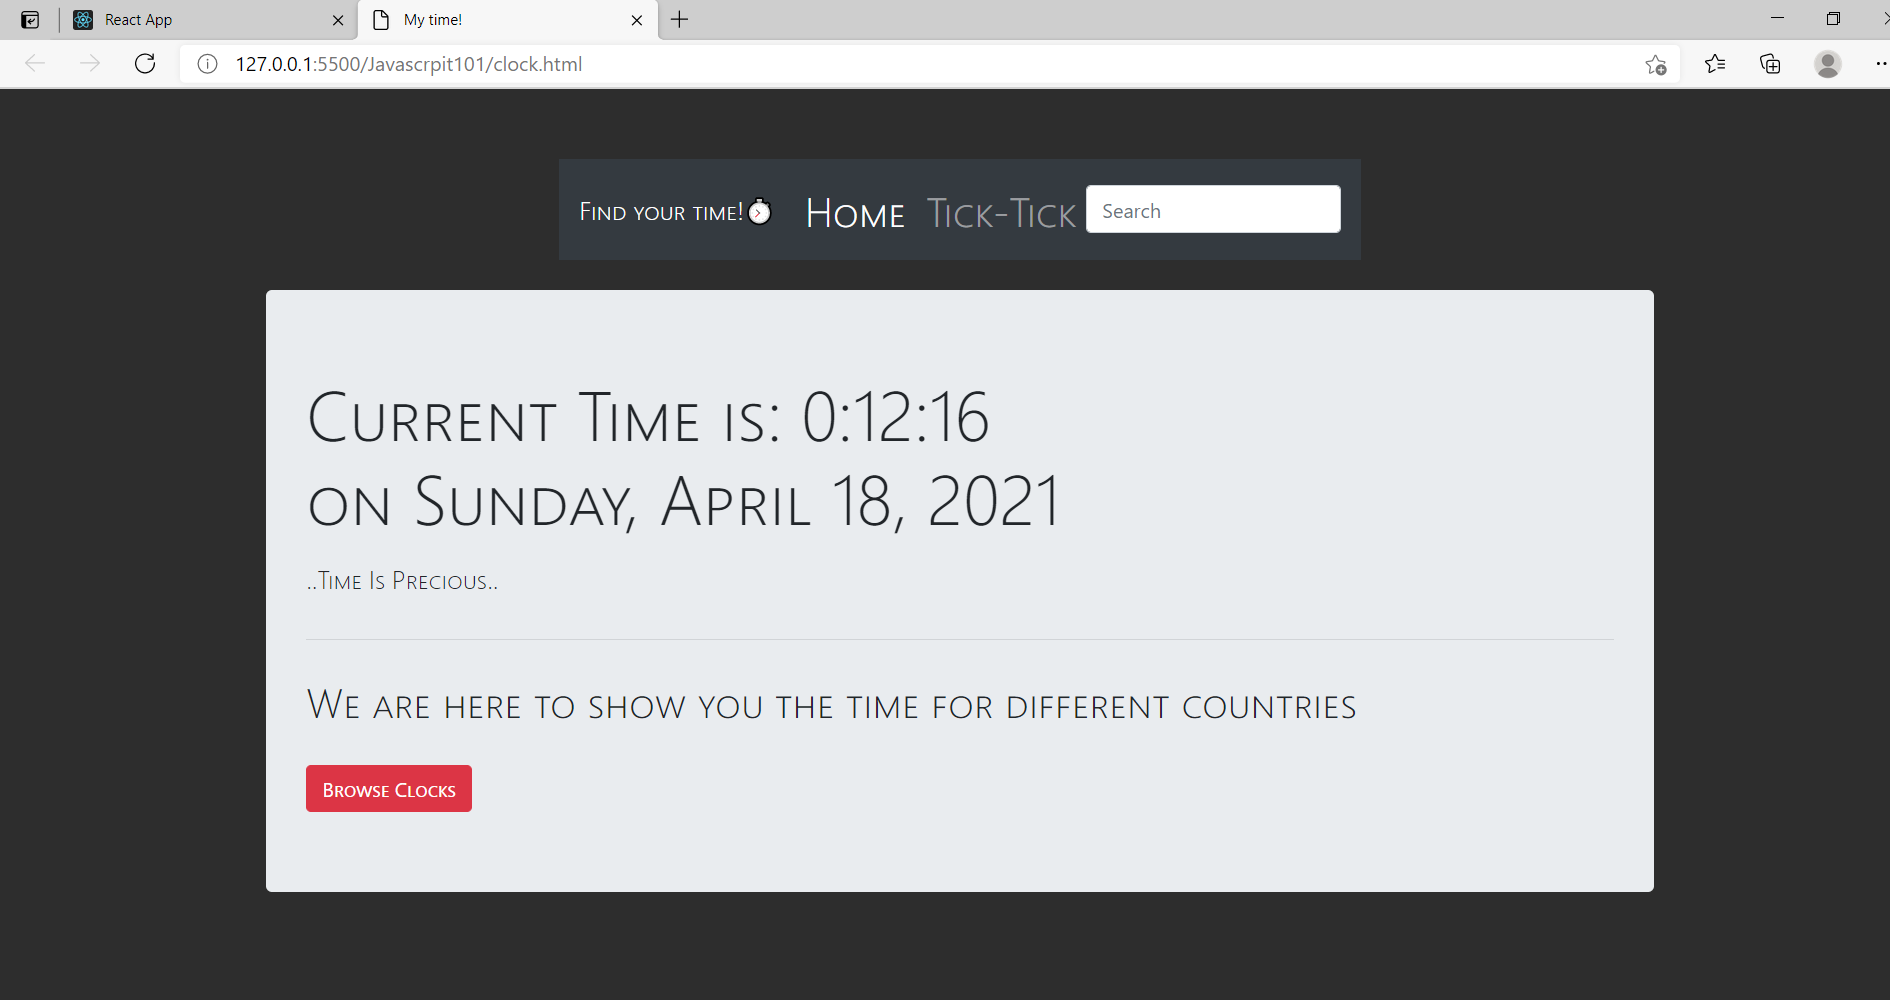 React App
My time!
127.0.0.1:5500/Javascrpit101/clock.html
Find your time! Home Tick-Tick Search
Current Time is: 0:12:16
on Sunday, April 18, 2021
..Time Is Precious..
We are here to show you the time for different countries
Browse Clocks